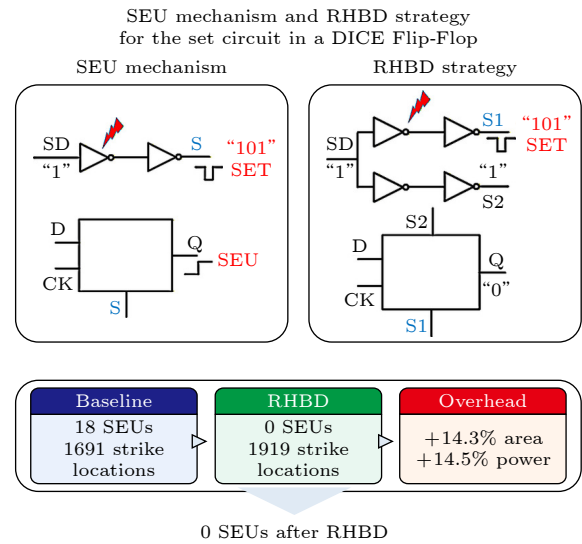 SEU mechanism and RHBD strategy
for the set circuit in a DICE Flip-Flop
SEU mechanism
SD
“1”
S
“101”
SET
D
CK
Q
SEU
S
RHBD strategy
SD
“1”
S1
“101”
SET
“1”
S2
S2
D
CK
Q
“0”
S1
Baseline
18 SEUs
1691 strike
locations
RHBD
0 SEUs
1919 strike
locations
Overhead
+14.3% area
+14.5% power
0 SEUs after RHBD